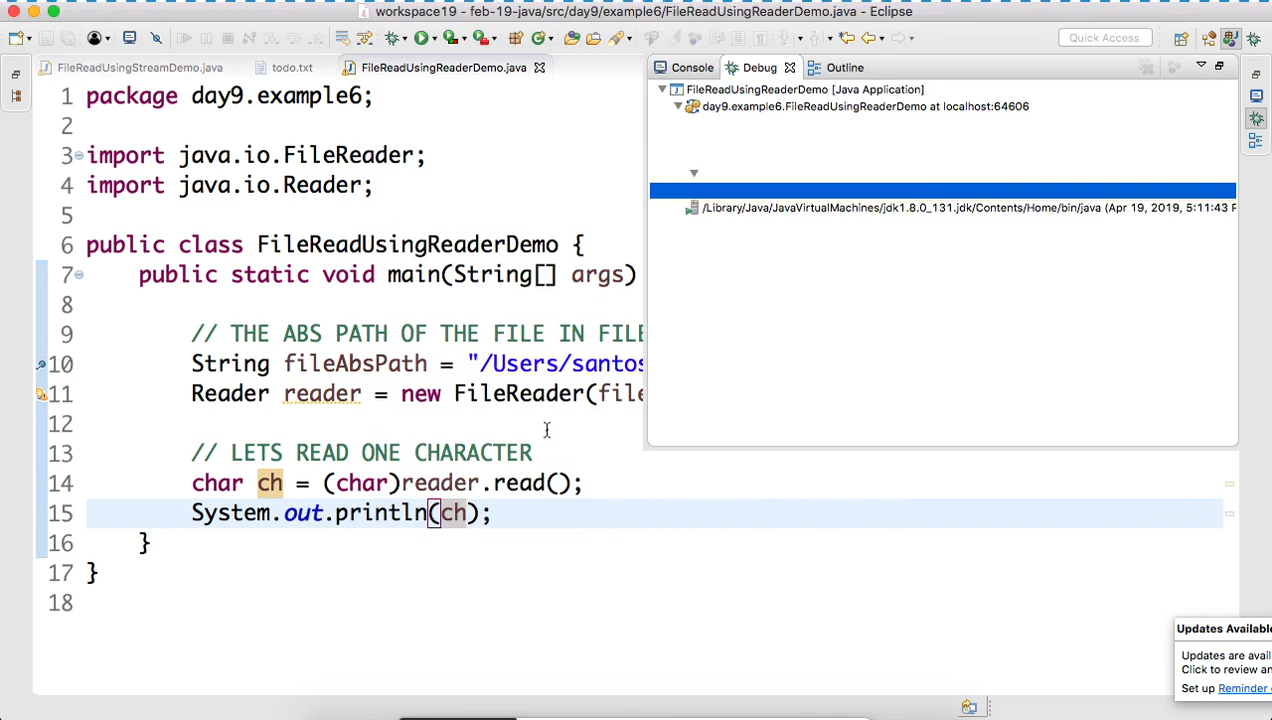 workspace19 - feb-19-java/src/day9/example6/FileReadUsingReaderDemo.java - Eclipse
Quick Access
FileReadUsingStreamDemo.java
todo.txt
FileReadUsingReaderDemo.java
Console
Debug
Outline
1 package day9.example6;
2
3 import java.io.FileReader;
4 import java.io.Reader;
5
6 public class FileReadUsingReaderDemo {
7 public static void main(String[] args)
8
9 // THE ABS PATH OF THE FILE IN FILE
10 String fileAbsPath = "/Users/santos
11 Reader reader = new FileReader(file
12
13 // LETS READ ONE CHARACTER
14 char ch = (char)reader.read();
15 System.out.println(ch);
16 }
17 }
18
FileReadUsingReaderDemo [Java Application]
day9.example6.FileReadUsingReaderDemo at localhost:64606
/Library/Java/JavaVirtualMachines/jdk1.8.0_131.jdk/Contents/Home/bin/java (Apr 19, 2019, 5:11:43 P
Updates Available
Updates are avail
Click to review an
Set up Reminder